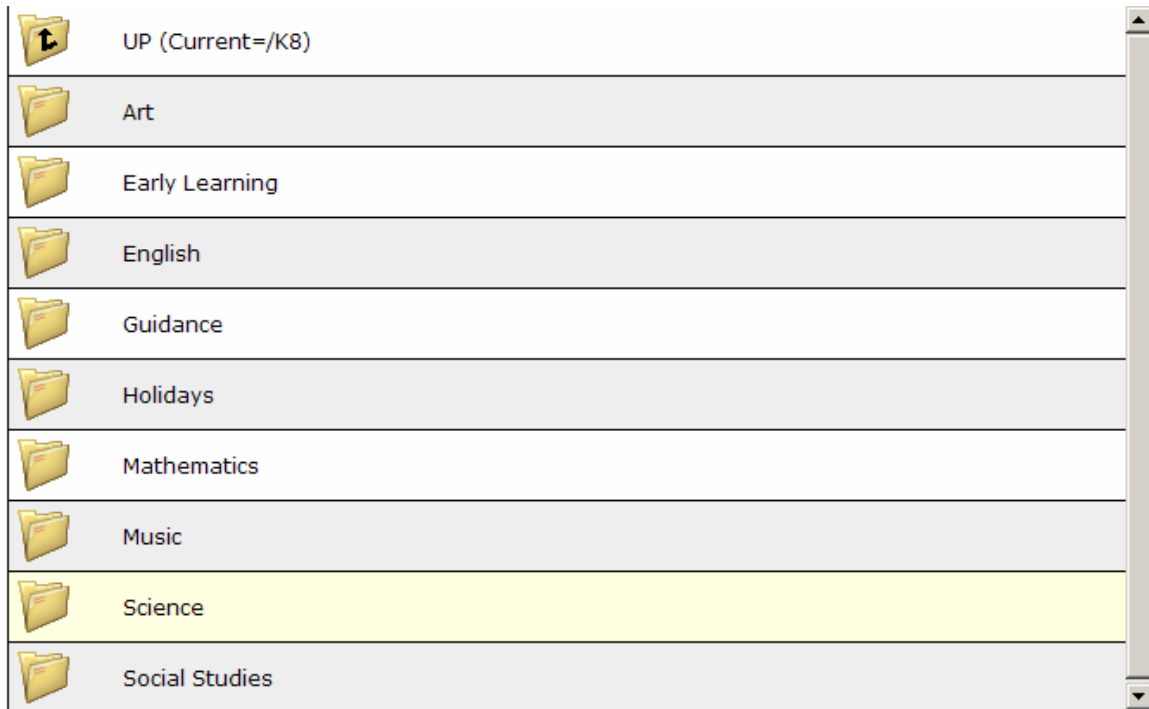 UP (Current=/K8)
Art
Early Learning
English
Guidance
Holidays
Mathematics
Music
Science
Social Studies